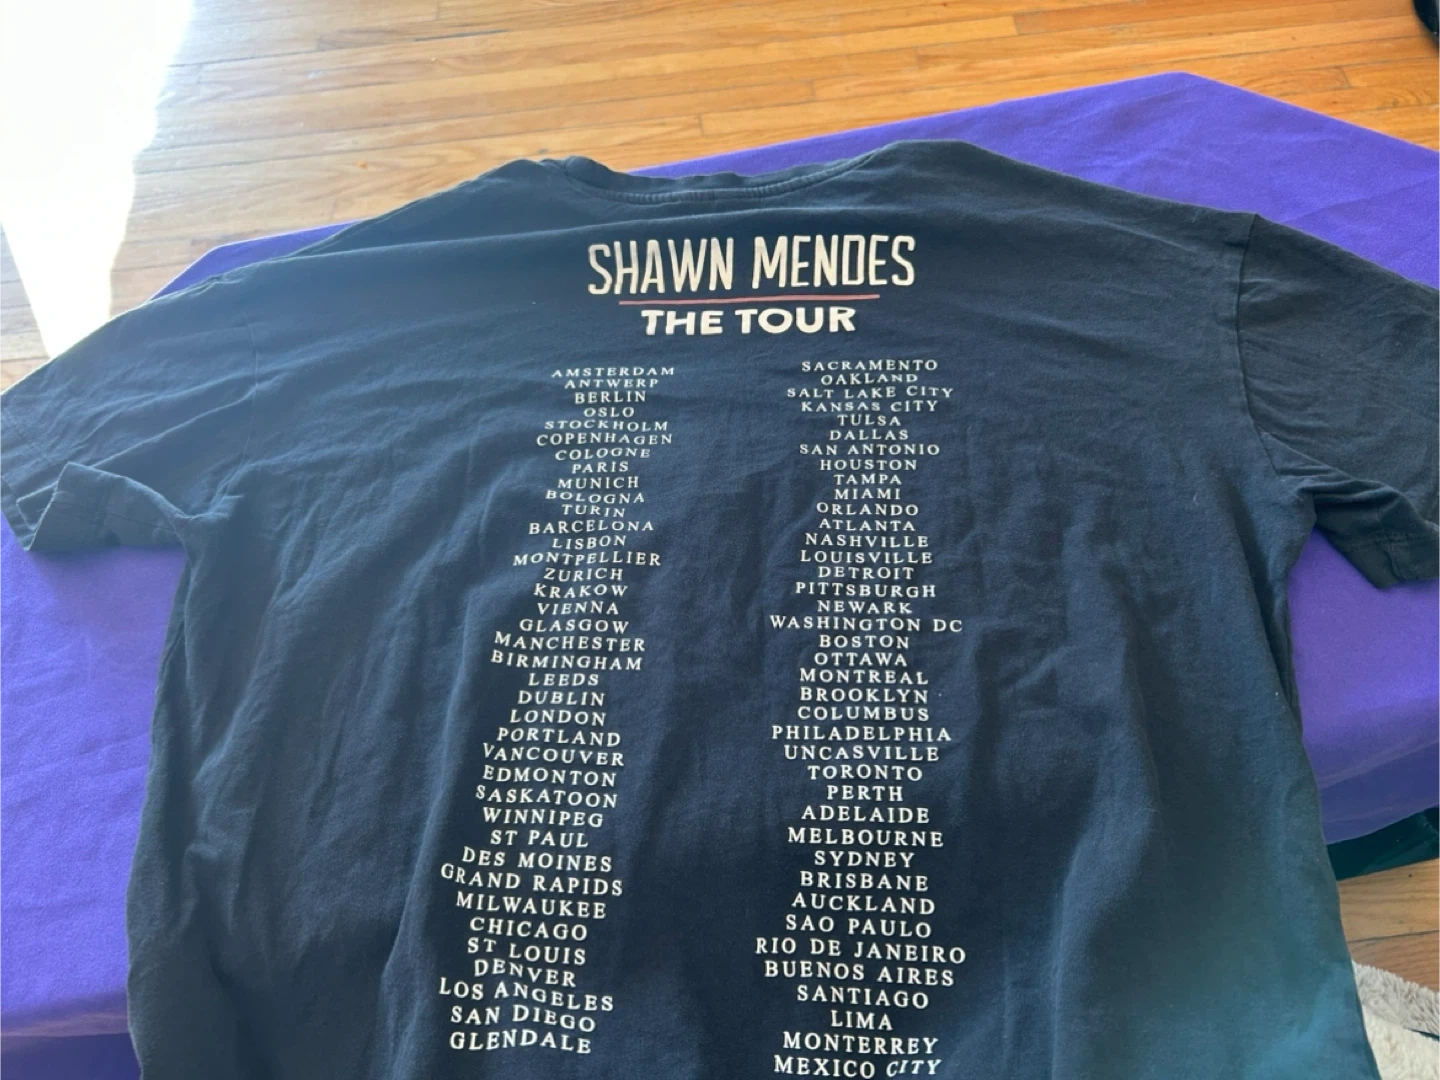 SHAWN MENDES
THE TOUR
AMSTERDAM
ANTWERP
BERLIN
OSLO
STOCKHOLM
COPENHAGEN
COLOGNE
PARIS
MUNICH
BOLOGNA
TURIN
BARCELONA
LISBON
MONTPELLIER
ZURICH
KRAKOW
VIENNA
GLASGOW
MANCHESTER
BIRMINGHAM
LEEDS
DUBLIN
LONDON
PORTLAND
VANCOUVER
EDMONTON
SASKATOON
WINNIPEG
ST PAUL
DES MOINES
GRAND RAPIDS
MILWAUKEE
CHICAGO
ST LOUIS
DENVER
LOS ANGELES
SAN DIEGO
GLENDALE
SACRAMENTO
OAKLAND
SALT LAKE CITY
KANSAS CITY
TULSA
DALLAS
SAN ANTONIO
HOUSTON
TAMPA
MIAMI
ORLANDO
ATLANTA
NASHVILLE
LOUISVILLE
DETROIT
PITTSBURGH
NEWARK
WASHINGTON DC
BOSTON
OTTAWA
MONTREAL
BROOKLYN
COLUMBUS
PHILADELPHIA
UNCASVILLE
TORONTO
PERTH
ADELAIDE
MELBOURNE
SYDNEY
BRISBANE
AUCKLAND
SAO PAULO
RIO DE JANEIRO
BUENOS AIRES
SANTIAGO
LIMA
MONTERREY
MEXICO CITY